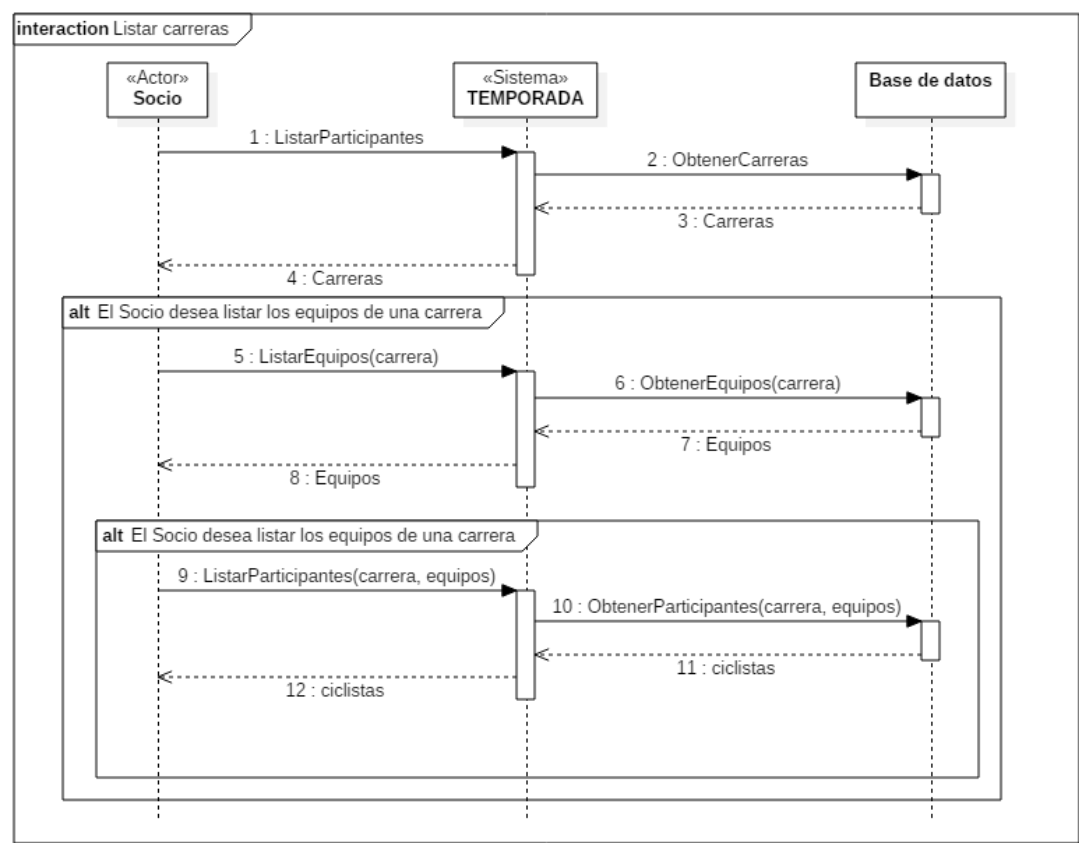 interaction Listar carreras
«Actor»
Socio
«Sistema»
TEMPORADA
Base de datos
1 : ListarParticipantes
2 : ObtenerCarreras
3 : Carreras
4 : Carreras
alt El Socio desea listar los equipos de una carrera
5 : ListarEquipos(carrera)
6 : ObtenerEquipos(carrera)
7 : Equipos
8 : Equipos
alt El Socio desea listar los equipos de una carrera
9 : ListarParticipantes(carrera, equipos)
10 : ObtenerParticipantes(carrera, equipos)
11 : ciclistas
12 : ciclistas